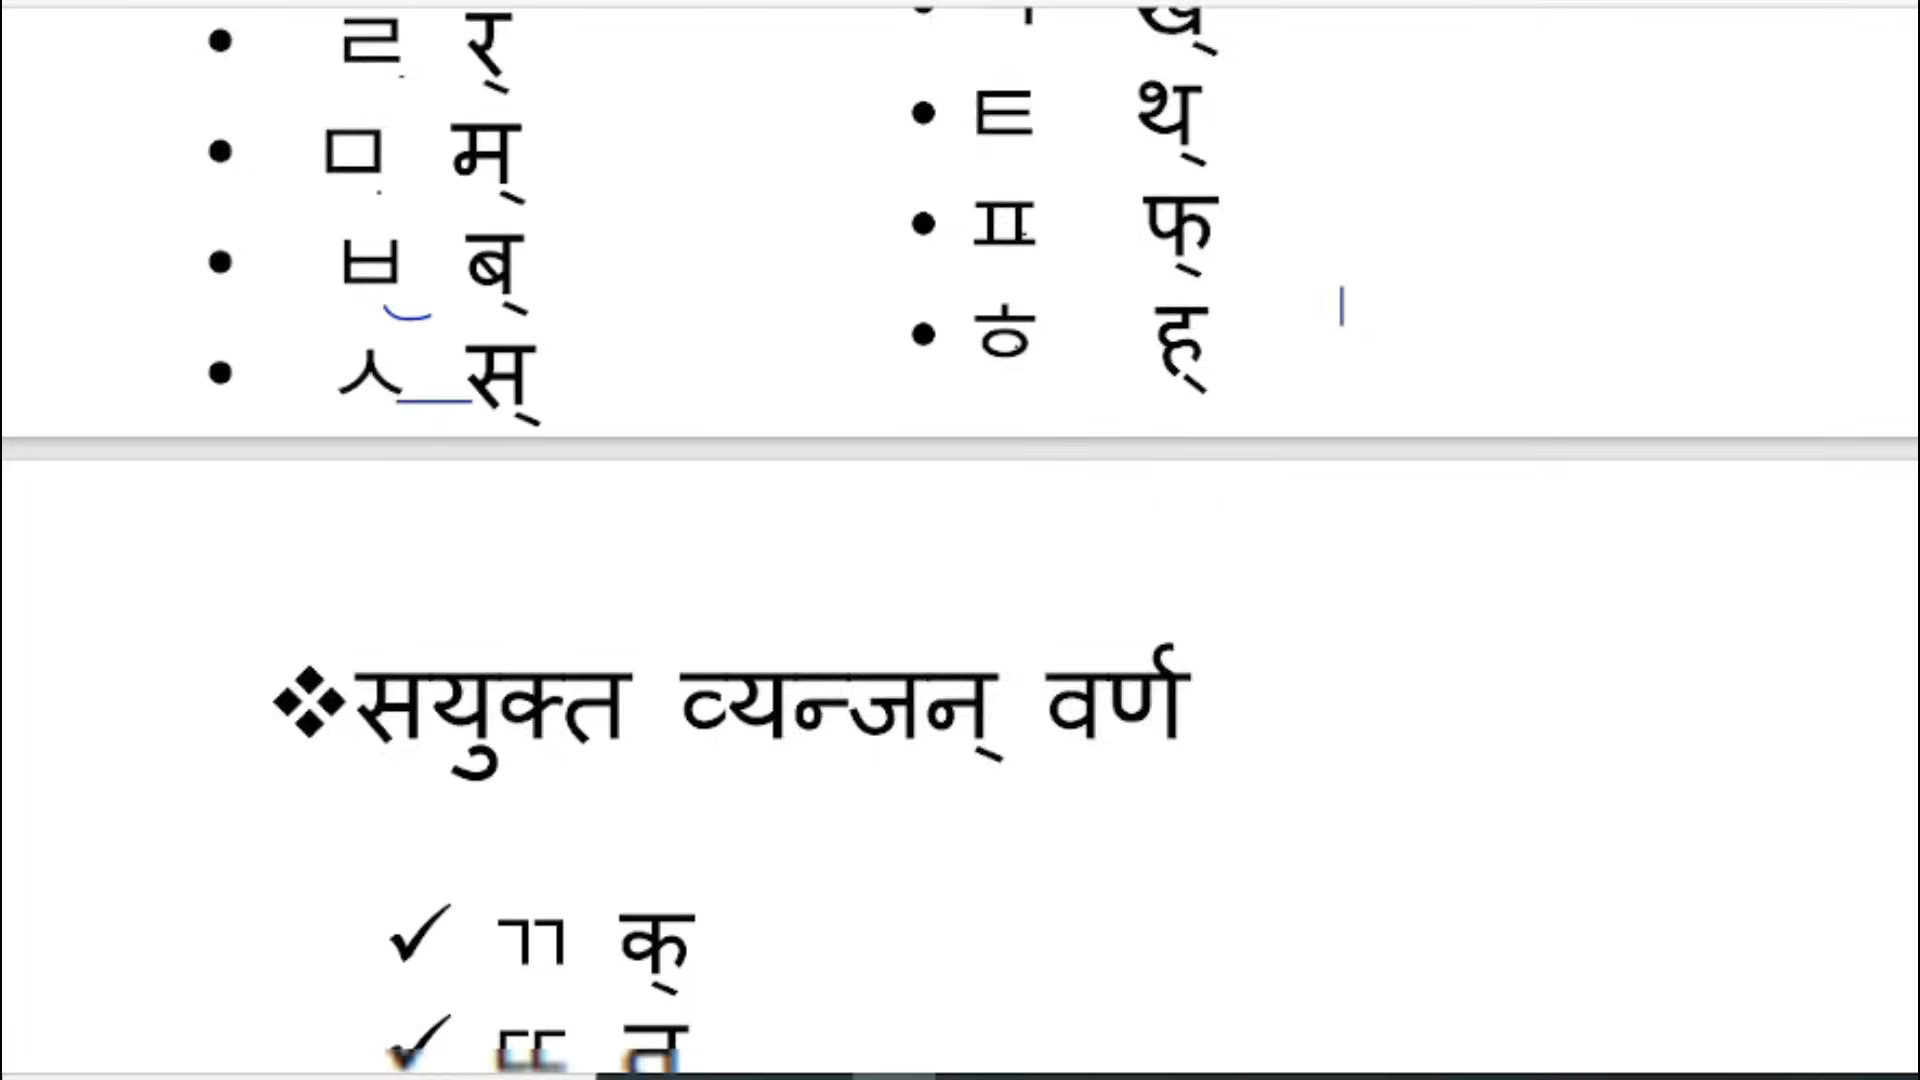 • ㄹ र्
• ㅁ म्
• ㅂ ब्
• ㅅ स्
ख्
• ㅌ थ्
• ㅍ फ्
• ㅎ ह्
❖सयुक्त व्यन्जन् वर्ण
✓ ㄲ क्
✓ ㄸ